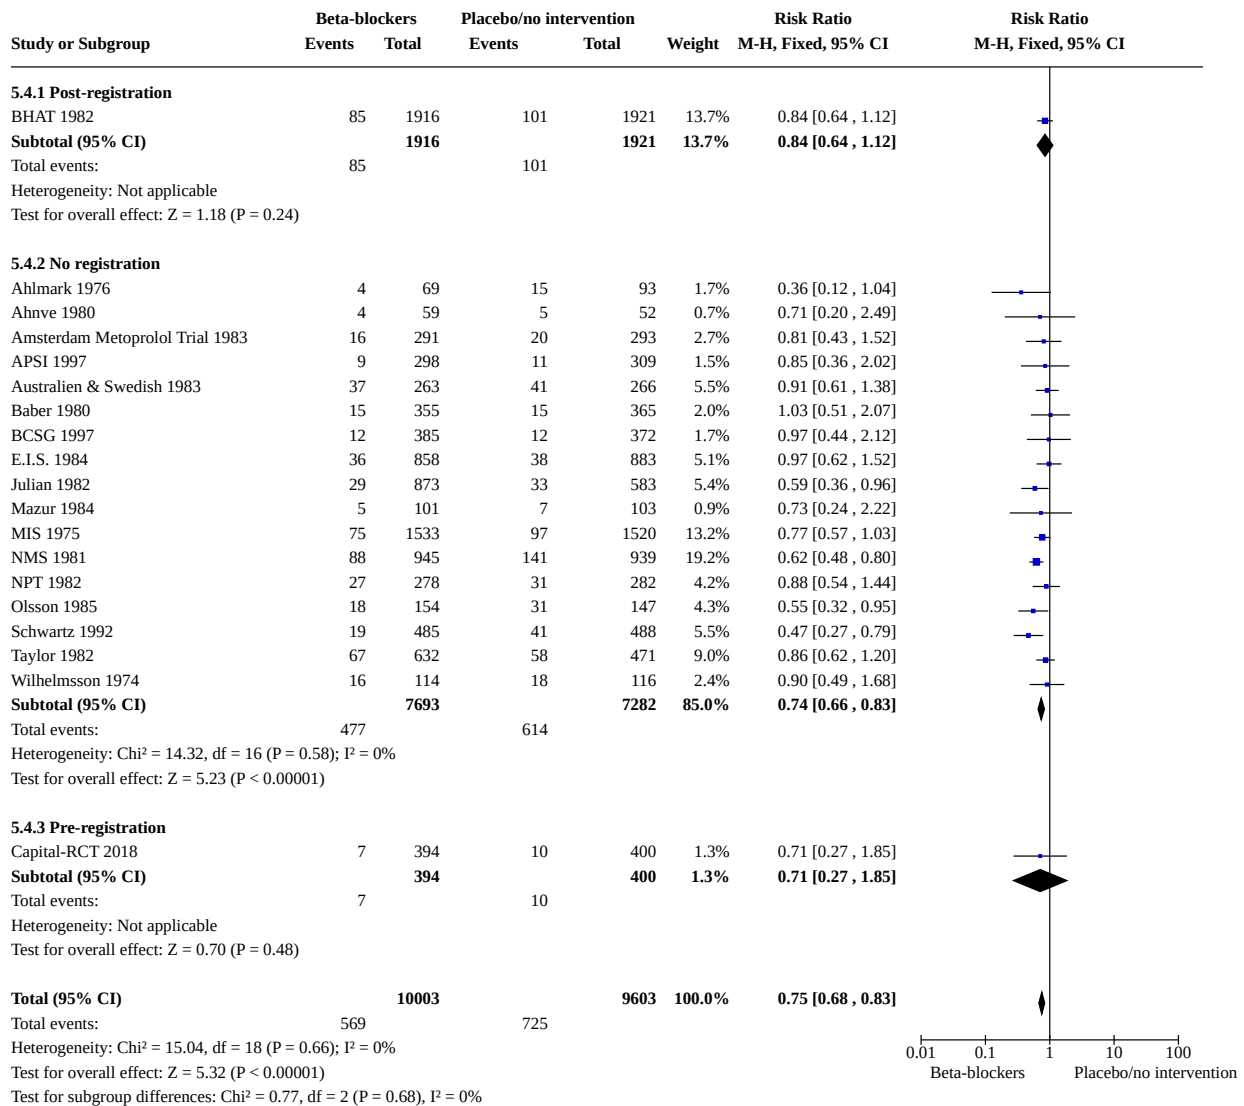 Beta-blockers Placebo/no intervention Risk Ratio Risk Ratio
Study or Subgroup Events Total Events Total Weight M-H, Fixed, 95% CI M-H, Fixed, 95% CI
5.4.1 Post-registration
BHAT 1982 85 1916 101 1921 13.7% 0.84 [0.64 , 1.12]
Subtotal (95% CI) 1916 1921 13.7% 0.84 [0.64 , 1.12]
Total events: 85 101
Heterogeneity: Not applicable
Test for overall effect: Z = 1.18 (P = 0.24)
5.4.2 No registration
Ahlmark 1976 4 69 15 93 1.7% 0.36 [0.12 , 1.04]
Ahnve 1980 4 59 5 52 0.7% 0.71 [0.20 , 2.49]
Amsterdam Metoprolol Trial 1983 16 291 20 293 2.7% 0.81 [0.43 , 1.52]
APSI 1997 9 298 11 309 1.5% 0.85 [0.36 , 2.02]
Australien & Swedish 1983 37 263 41 266 5.5% 0.91 [0.61 , 1.38]
Baber 1980 15 355 15 365 2.0% 1.03 [0.51 , 2.07]
BCSG 1997 12 385 12 372 1.7% 0.97 [0.44 , 2.12]
E.I.S. 1984 36 858 38 883 5.1% 0.97 [0.62 , 1.52]
Julian 1982 29 873 33 583 5.4% 0.59 [0.36 , 0.96]
Mazur 1984 5 101 7 103 0.9% 0.73 [0.24 , 2.22]
MIS 1975 75 1533 97 1520 13.2% 0.77 [0.57 , 1.03]
NMS 1981 88 945 141 939 19.2% 0.62 [0.48 , 0.80]
NPT 1982 27 278 31 282 4.2% 0.88 [0.54 , 1.44]
Olsson 1985 18 154 31 147 4.3% 0.55 [0.32 , 0.95]
Schwartz 1992 19 485 41 488 5.5% 0.47 [0.27 , 0.79]
Taylor 1982 67 632 58 471 9.0% 0.86 [0.62 , 1.20]
Wilhelmsson 1974 16 114 18 116 2.4% 0.90 [0.49 , 1.68]
Subtotal (95% CI) 7693 7282 85.0% 0.74 [0.66 , 0.83]
Total events: 477 614
Heterogeneity: Chi² = 14.32, df = 16 (P = 0.58); I² = 0%
Test for overall effect: Z = 5.23 (P < 0.00001)
5.4.3 Pre-registration
Capital-RCT 2018 7 394 10 400 1.3% 0.71 [0.27 , 1.85]
Subtotal (95% CI) 394 400 1.3% 0.71 [0.27 , 1.85]
Total events: 7 10
Heterogeneity: Not applicable
Test for overall effect: Z = 0.70 (P = 0.48)
Total (95% CI) 10003 9603 100.0% 0.75 [0.68 , 0.83]
Total events: 569 725
Heterogeneity: Chi² = 15.04, df = 18 (P = 0.66); I² = 0%
0.01 0.1 1 10 100
Test for overall effect: Z = 5.32 (P < 0.00001)
Beta-blockers Placebo/no intervention
Test for subgroup differences: Chi² = 0.77, df = 2 (P = 0.68), I² = 0%